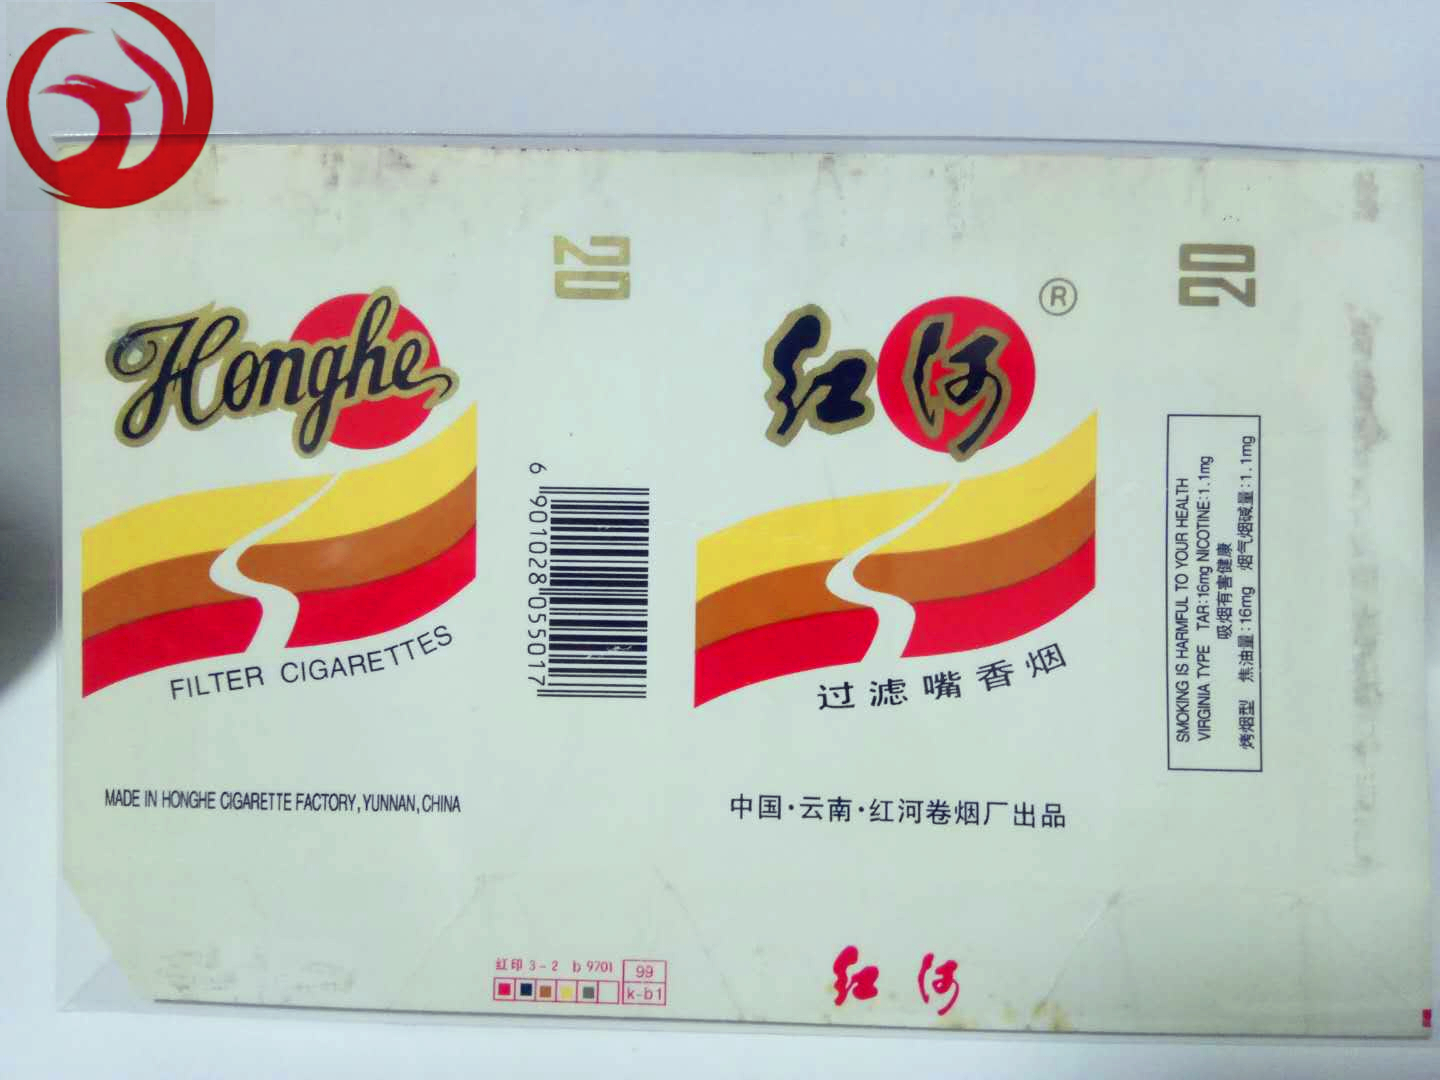 Honghe
FILTER CIGARETTES
MADE IN HONGHE CIGARETTE FACTORY, YUNNAN, CHINA
20
6 901028 055017
红河
®
过滤嘴香烟
中国·云南·红河卷烟厂出品
20
SMOKING IS HARMFUL TO YOUR HEALTH
VIRGINIA TYPE TAR:16mg NICOTINE:1.1mg
吸烟有害健康
烤烟型 焦油量:16mg 烟气烟碱量:1.1mg
红印 3-2 b 9701
99
k-b1
红河